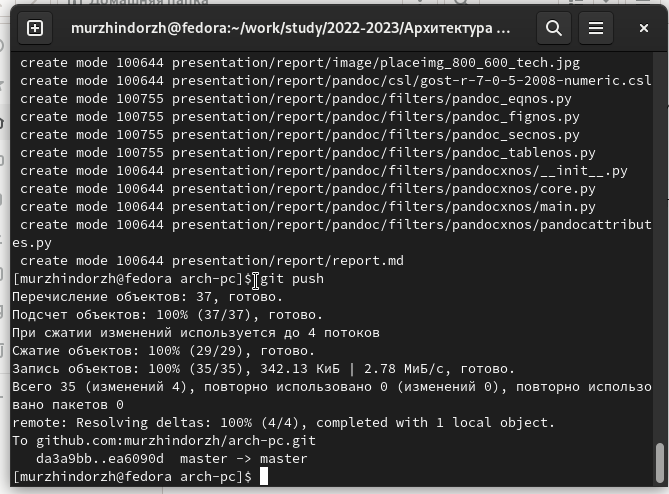 murzhindorzh@fedora:~/work/study/2022-2023/Архитектура ...
create mode 100644 presentation/report/image/placeimg_800_600_tech.jpg
create mode 100644 presentation/report/pandoc/csl/gost-r-7-0-5-2008-numeric.csl
create mode 100755 presentation/report/pandoc/filters/pandoc_eqnos.py
create mode 100755 presentation/report/pandoc/filters/pandoc_fignos.py
create mode 100755 presentation/report/pandoc/filters/pandoc_secnos.py
create mode 100755 presentation/report/pandoc/filters/pandoc_tablenos.py
create mode 100644 presentation/report/pandoc/filters/pandocxnos/__init__.py
create mode 100644 presentation/report/pandoc/filters/pandocxnos/core.py
create mode 100644 presentation/report/pandoc/filters/pandocxnos/main.py
create mode 100644 presentation/report/pandoc/filters/pandocxnos/pandocattribut
es.py
create mode 100644 presentation/report/report.md
[murzhindorzh@fedora arch-pc]$ git push
Перечисление объектов: 37, готово.
Подсчет объектов: 100% (37/37), готово.
При сжатии изменений используется до 4 потоков
Сжатие объектов: 100% (29/29), готово.
Запись объектов: 100% (35/35), 342.13 КиБ | 2.78 МиБ/с, готово.
Всего 35 (изменений 4), повторно использовано 0 (изменений 0), повторно использо
вано пакетов 0
remote: Resolving deltas: 100% (4/4), completed with 1 local object.
To github.com:murzhindorzh/arch-pc.git
da3a9bb..ea6090d master -> master
[murzhindorzh@fedora arch-pc]$